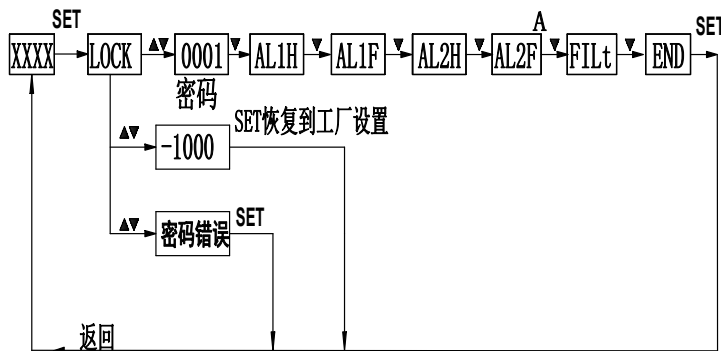 SET
XXXX
LOCK
0001
密码
AL1H
AL1F
AL2H
A
AL2F
FILt
END
SET
-1000
SET恢复到工厂设置
密码错误
SET
返回